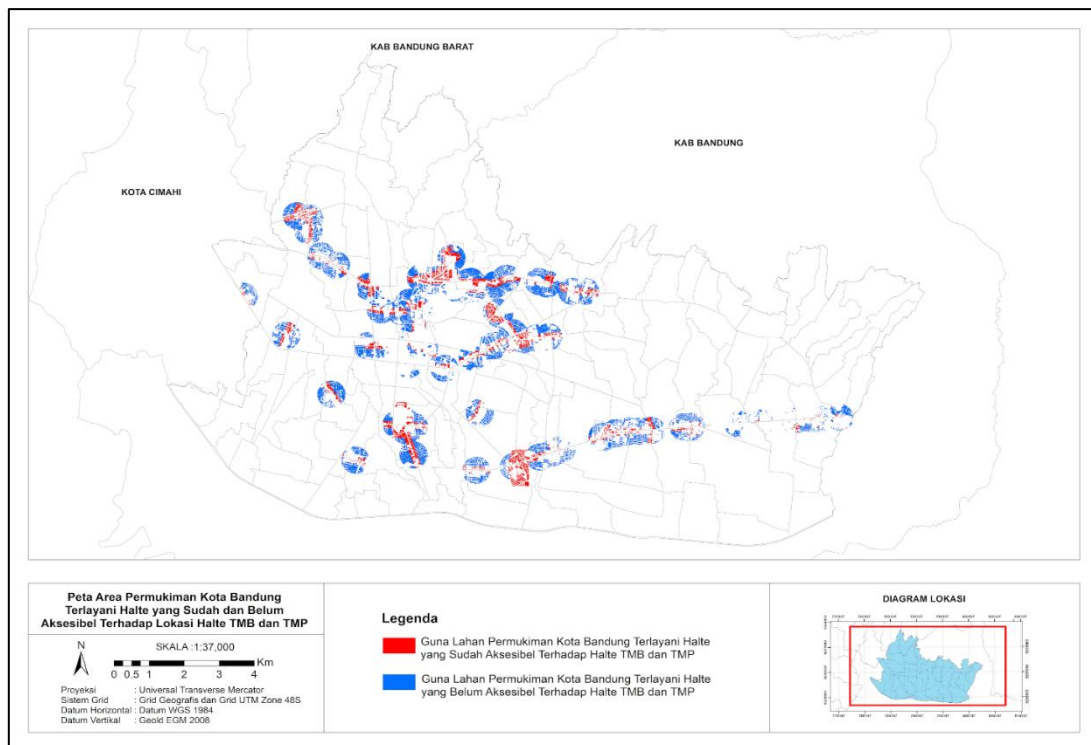 KAB BANDUNG BARAT
KAB BANDUNG
KOTA CIMAHI
Peta Area Permukiman Kota Bandung
Terlayani Halte yang Sudah dan Belum
Aksesibel Terhadap Lokasi Halte TMB dan TMP
N
SKALA :1:37,000
0 0.5 1 2 3 4
Km
Proyeksi : Universal Transverse Mercator
Sistem Grid : Grid Geografis dan Grid UTM Zone 48S
Datum Horizontal : Datum WGS 1984
Datum Vertikal : Geoid EGM 2008
Legenda
Guna Lahan Permukiman Kota Bandung Terlayani Halte
yang Sudah Aksesibel Terhadap Halte TMB dan TMP
Guna Lahan Permukiman Kota Bandung Terlayani Halte
yang Belum Aksesibel Terhadap Halte TMB dan TMP
DIAGRAM LOKASI